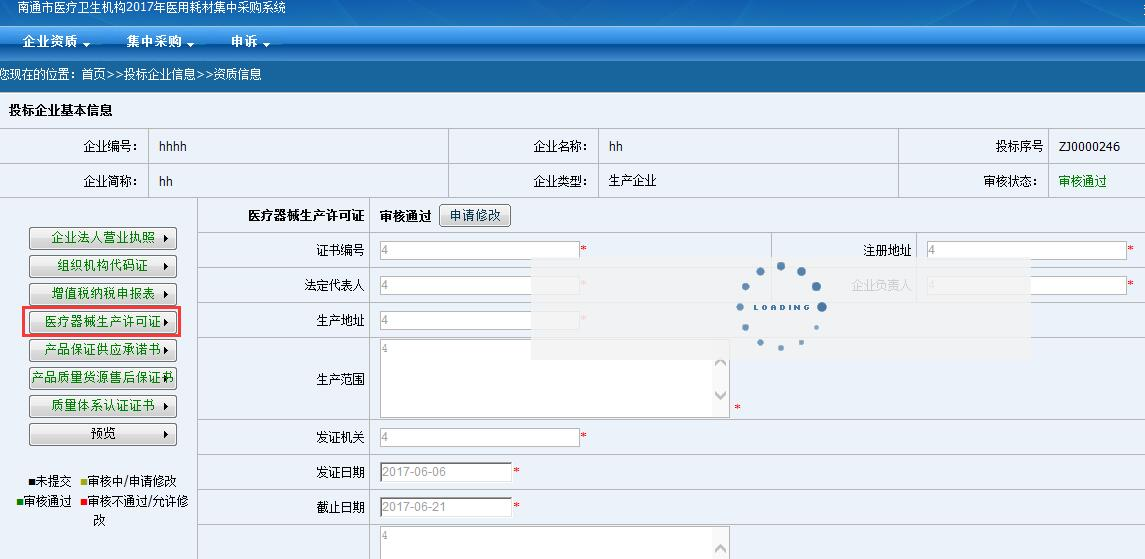 南通市医疗卫生机构2017年医用耗材集中采购系统
企业资质 集中采购 申诉
您现在的位置：首页>>投标企业信息>>资质信息
投标企业基本信息
企业编号： hhhh 企业名称： hh 投标序号 ZJ0000246
企业简称： hh 企业类型： 生产企业 审核状态： 审核通过
医疗器械生产许可证 审核通过 申请修改
企业法人营业执照
组织机构代码证
增值税纳税申报表
医疗器械生产许可证
产品保证供应承诺书
产品质量货源售后保证书
质量体系认证证书
预览
■未提交 ■审核中/申请修改
■审核通过 ■审核不通过/允许修
改
证书编号 4 * 注册地址 4 *
法定代表人 4 * 企业负责人 4 *
生产地址 4 *
LOADING
生产范围 4 *
发证机关 4 *
发证日期 2017-06-06 *
截止日期 2017-06-21 *
4